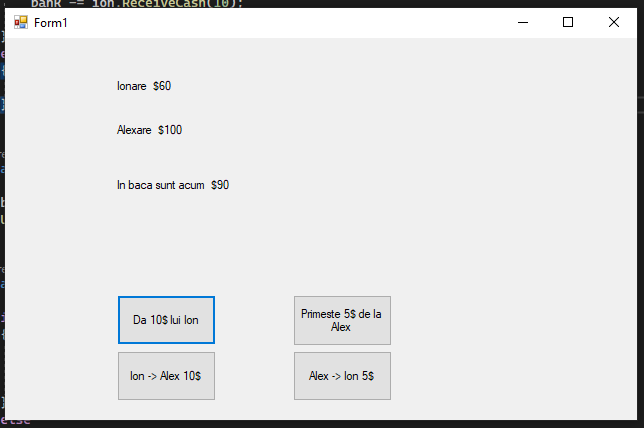 bank -= ion.ReceiveCash(10);
Form1
Ionare $60
Alexare $100
In baca sunt acum $90
Da 10$ lui Ion
Primeste 5$ de la
Alex
Ion -> Alex 10$
Alex -> Ion 5$
else